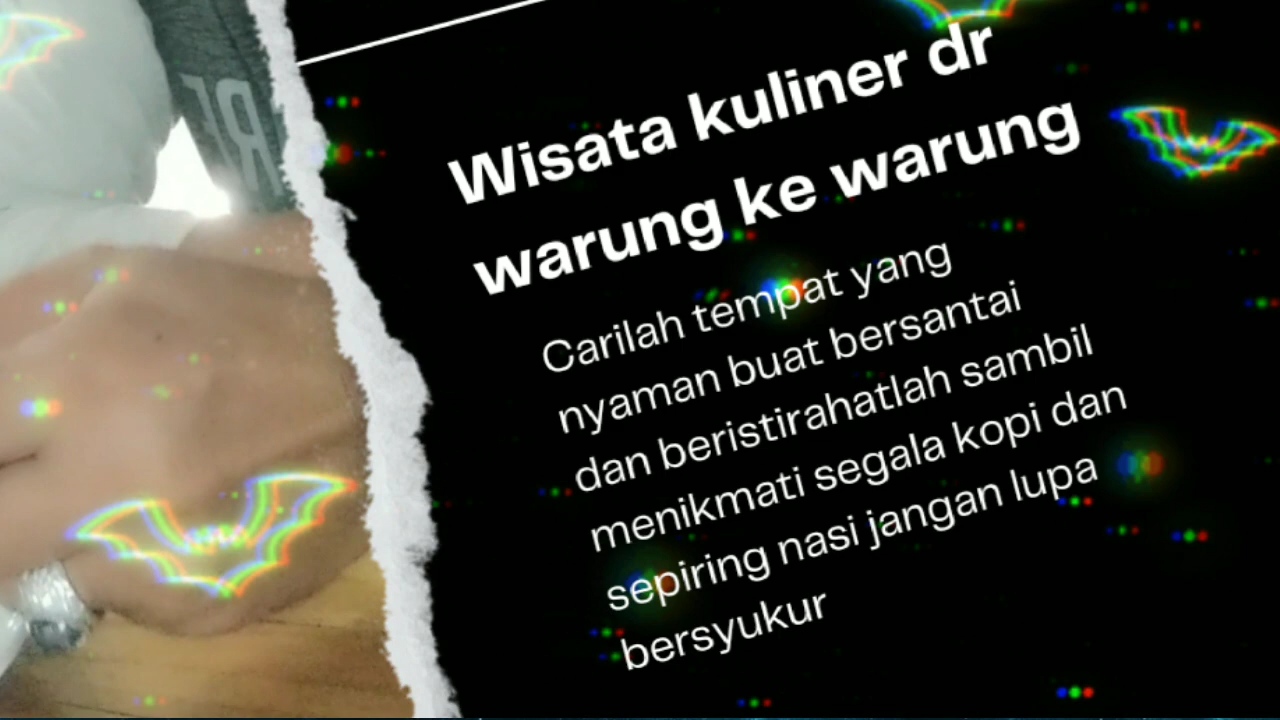 Wisata kuliner dr
warung ke warung
Carilah tempat yang
nyaman buat bersantai
dan beristirahatlah sambil
menikmati segala kopi dan
sepiring nasi jangan lupa
bersyukur